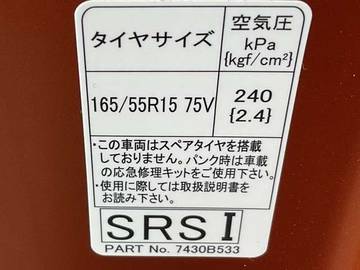 タイヤサイズ 空気圧
kPa
{kgf/cm²}
165/55R15 75V 240
{2.4}
・この車両はスペアタイヤを搭載
しておりません。パンク時は車載
の応急修理キットをご使用下さい。
・使用に際しては取扱説明書を
お読み下さい。
SRS I
PART No. 7430B533